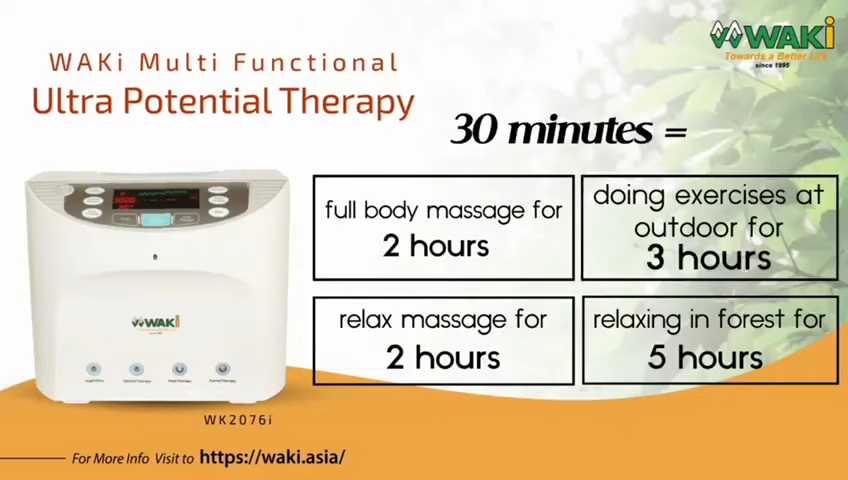 WAKi
Towards a Better Life
since 1995
WAKi Multi Functional
Ultra Potential Therapy
30 minutes =
full body massage for
2 hours
doing exercises at
outdoor for
3 hours
relax massage for
2 hours
relaxing in forest for
5 hours
WAKi
WK2076i
For More Info Visit to https://waki.asia/